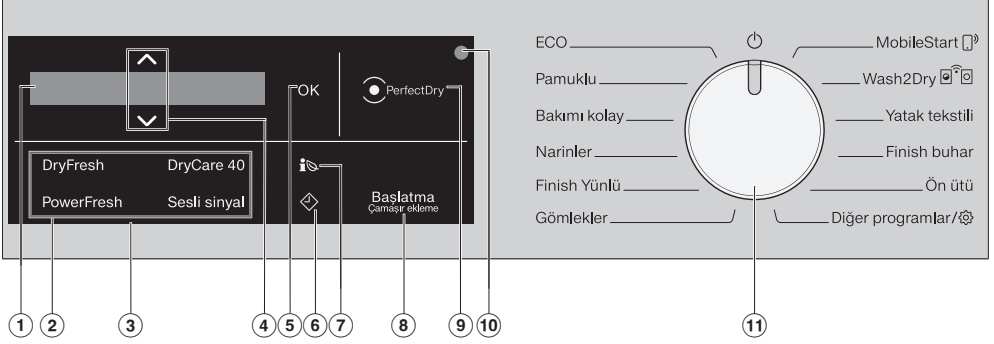 OK
PerfectDry
DryFresh DryCare 40
PowerFresh Sesli sinyal
Başlatma
Çamaşır ekleme
ECO
Pamuklu
Bakımı kolay
Narinler
Finish Yünlü
Gömlekler
MobileStart
Wash2Dry
Yatak tekstili
Finish buhar
Ön ütü
Diğer programlar/
1 2 3 4 5 6 7 8 9 10 11